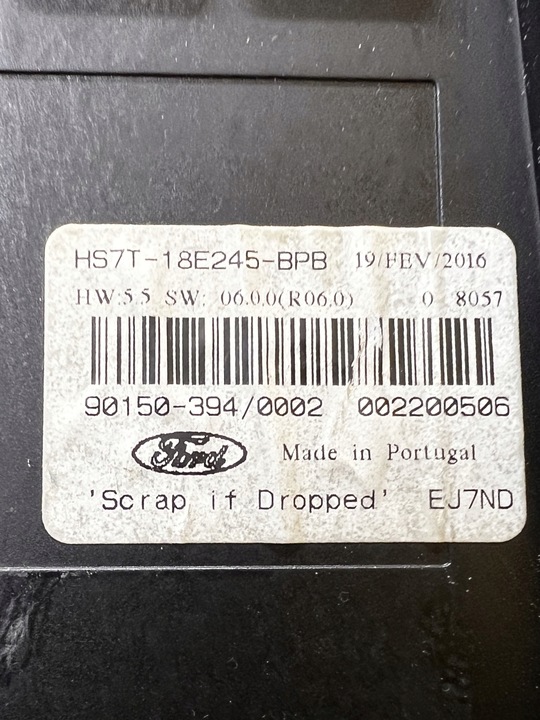 HS7T-18E245-BPB 19/FEV/2016
HW:5.5 SW: 06.0.0(R06.0) 0 8057
90150-394/0002 002200506
Ford Made in Portugal
'Scrap if Dropped' EJ7ND